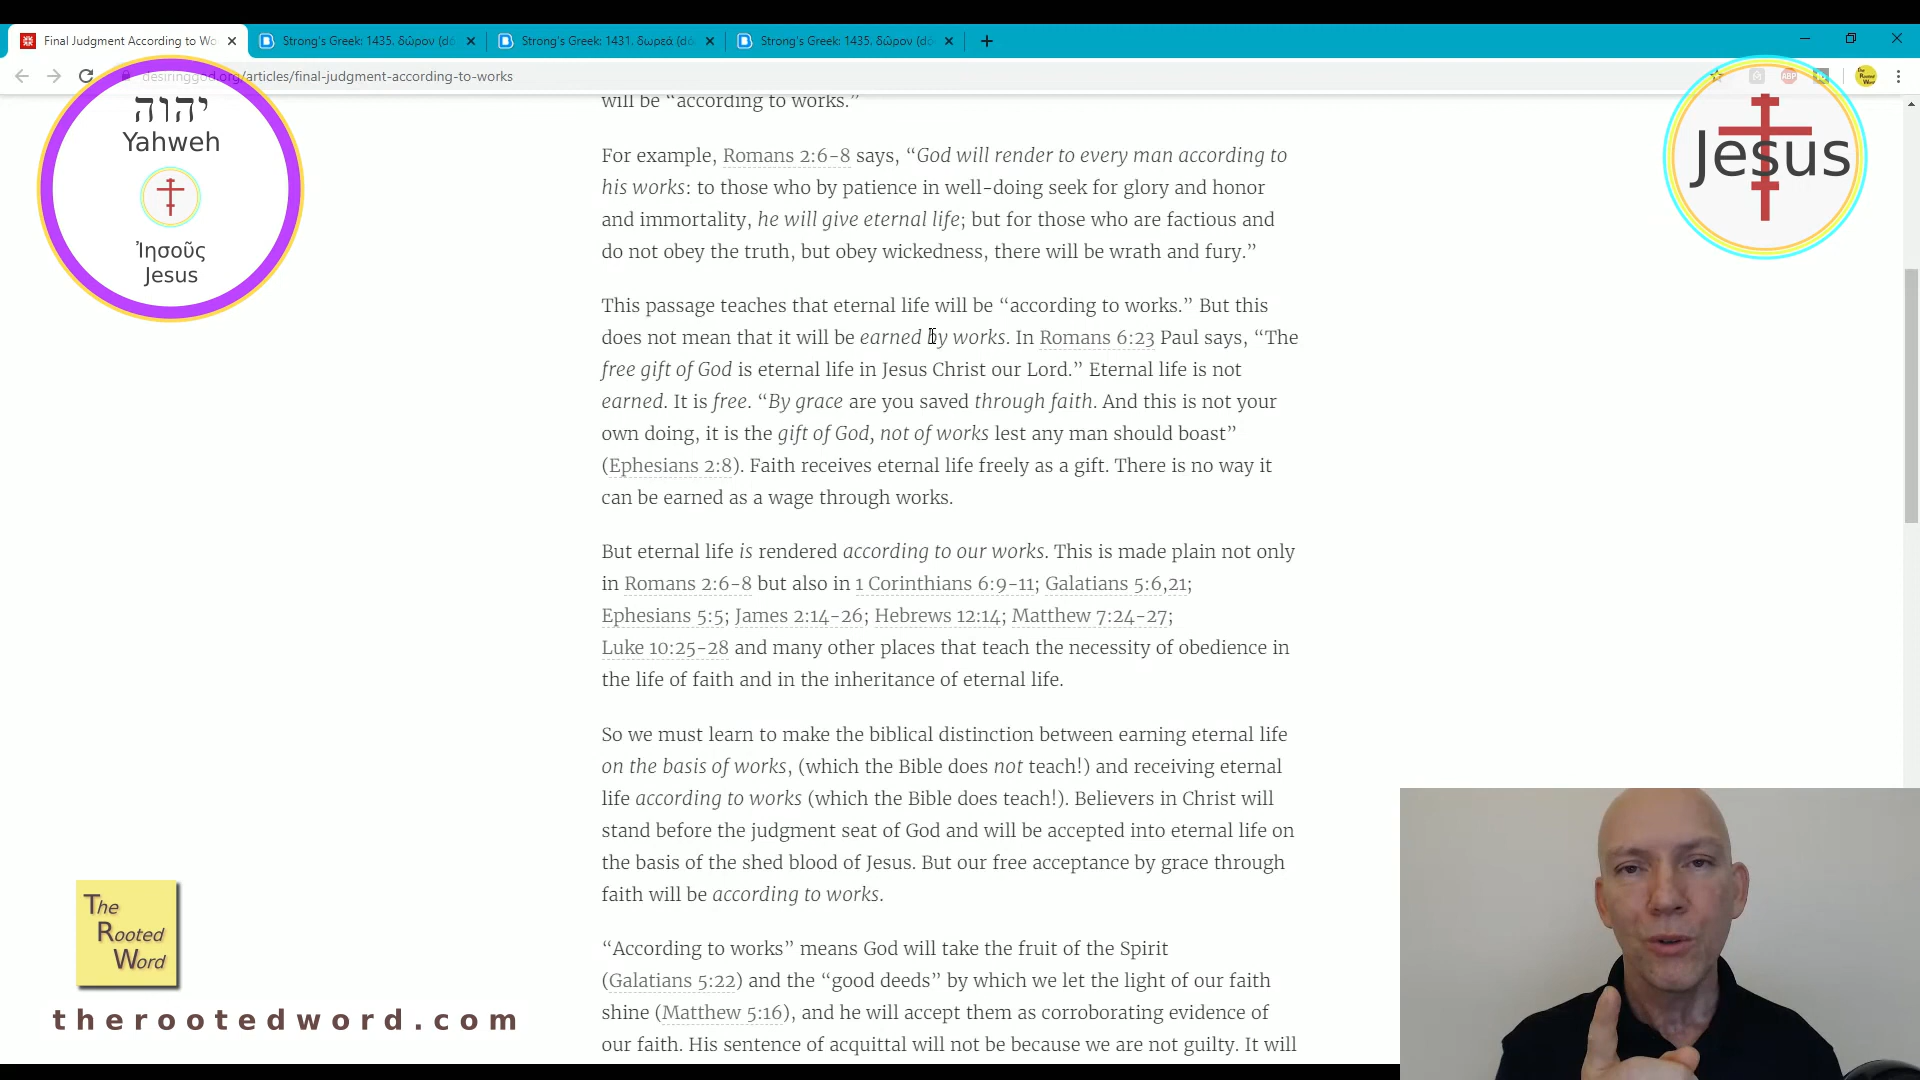 Final Judgment According to Wo
Strong's Greek: 1435. δῶρον (dó
Strong's Greek: 1431. δωρεά (dó
Strong's Greek: 1435. δῶρον (dó
desiringgod.org/articles/final-judgment-according-to-works
יהוה
Yahweh
Ἰησοῦς
Jesus
Jesus
will be “according to works.”
For example, Romans 2:6-8 says, “God will render to every man according to
his works: to those who by patience in well-doing seek for glory and honor
and immortality, he will give eternal life; but for those who are factious and
do not obey the truth, but obey wickedness, there will be wrath and fury.”
This passage teaches that eternal life will be “according to works.” But this
does not mean that it will be earned by works. In Romans 6:23 Paul says, “The
free gift of God is eternal life in Jesus Christ our Lord.” Eternal life is not
earned. It is free. “By grace are you saved through faith. And this is not your
own doing, it is the gift of God, not of works lest any man should boast”
(Ephesians 2:8). Faith receives eternal life freely as a gift. There is no way it
can be earned as a wage through works.
But eternal life is rendered according to our works. This is made plain not only
in Romans 2:6-8 but also in 1 Corinthians 6:9-11; Galatians 5:6,21;
Ephesians 5:5; James 2:14-26; Hebrews 12:14; Matthew 7:24-27;
Luke 10:25-28 and many other places that teach the necessity of obedience in
the life of faith and in the inheritance of eternal life.
So we must learn to make the biblical distinction between earning eternal life
on the basis of works, (which the Bible does not teach!) and receiving eternal
life according to works (which the Bible does teach!). Believers in Christ will
stand before the judgment seat of God and will be accepted into eternal life on
the basis of the shed blood of Jesus. But our free acceptance by grace through
faith will be according to works.
“According to works” means God will take the fruit of the Spirit
(Galatians 5:22) and the “good deeds” by which we let the light of our faith
shine (Matthew 5:16), and he will accept them as corroborating evidence of
our faith. His sentence of acquittal will not be because we are not guilty. It will
The
Rooted
Word
therootedword.com